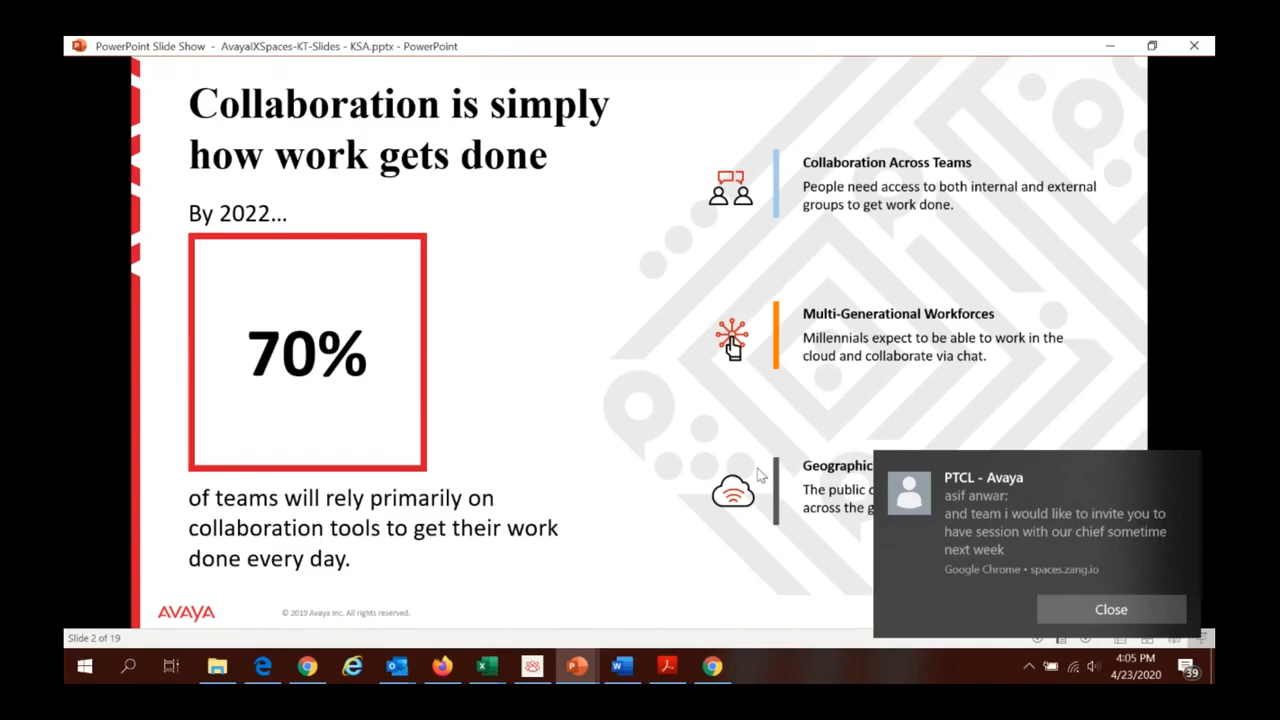 PowerPoint Slide Show - AvayaIXSpaces-KT-Slides - KSA.pptx - PowerPoint
Collaboration is simply
how work gets done
By 2022...
70%
of teams will rely primarily on
collaboration tools to get their work
done every day.
Collaboration Across Teams
People need access to both internal and external
groups to get work done.
Multi-Generational Workforces
Millennials expect to be able to work in the
cloud and collaborate via chat.
Geographic
The public
across the
PTCL - Avaya
asif anwar:
and team i would like to invite you to
have session with our chief sometime
next week
Google Chrome • spaces.zang.io
Close
AVAYA
© 2019 Avaya Inc. All rights reserved.
Slide 2 of 19
4:05 PM
4/23/2020
39